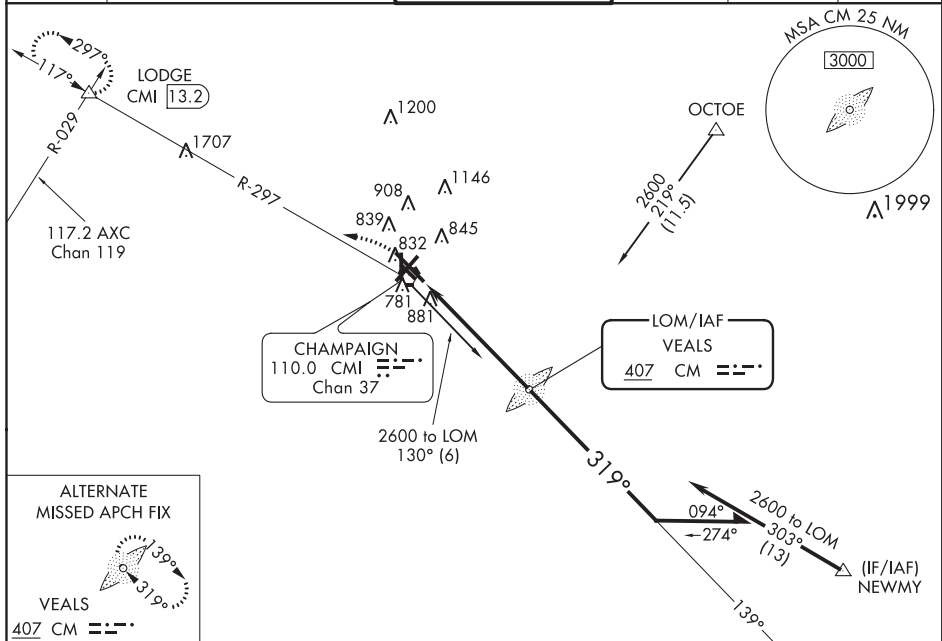 MSA CM 25 NM
3000
297°
117°
LODGE
CMI 13.2
R-029
1707
R-297
1200
OCTOE
1999
117.2 AXC
Chan 119
908
1146
839
845
832
2600
219°
(11.5)
781
881
CHAMPAIGN
110.0 CMI
Chan 37
LOM/IAF
VEALS
407 CM
2600 to LOM
130° (6)
319°
2600 to LOM
303°
(13)
094°
274°
(IF/IAF)
NEWMY
139°
ALTERNATE
MISSED APCH FIX
139°
319°
VEALS
407 CM